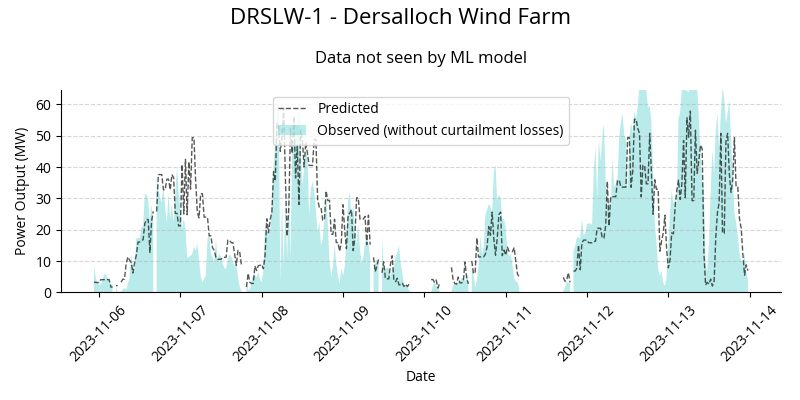 DRSLW-1 - Dersalloch Wind Farm
Data not seen by ML model
Predicted
Observed (without curtailment losses)
Power Output (MW)
60
50
40
30
20
10
0
2023-11-06
2023-11-07
2023-11-08
2023-11-09
2023-11-10
2023-11-11
2023-11-12
2023-11-13
2023-11-14
Date